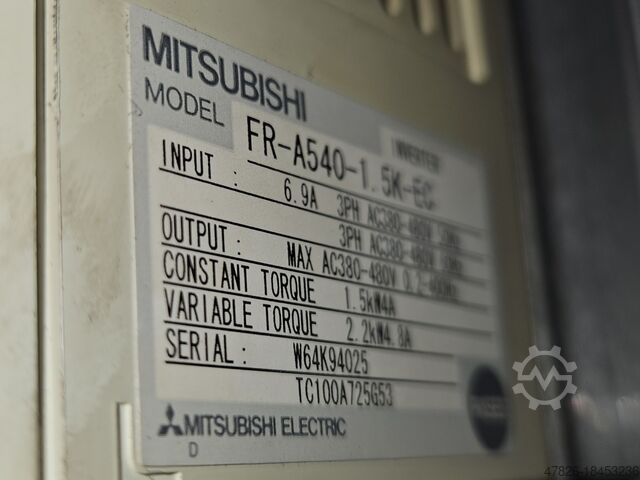 MITSUBISHI
INVERTER
MODEL FR-A540-1.5K-EC
INPUT : 6.9A 3PH AC380-480V 50Hz
3PH AC380-480V 60Hz
OUTPUT : MAX AC380-480V 0.2-400Hz
CONSTANT TORQUE 1.5kW4A
VARIABLE TORQUE 2.2kW4.8A
SERIAL : W64K94025
TC100A725G53
MITSUBISHI ELECTRIC
D
47826-18453236